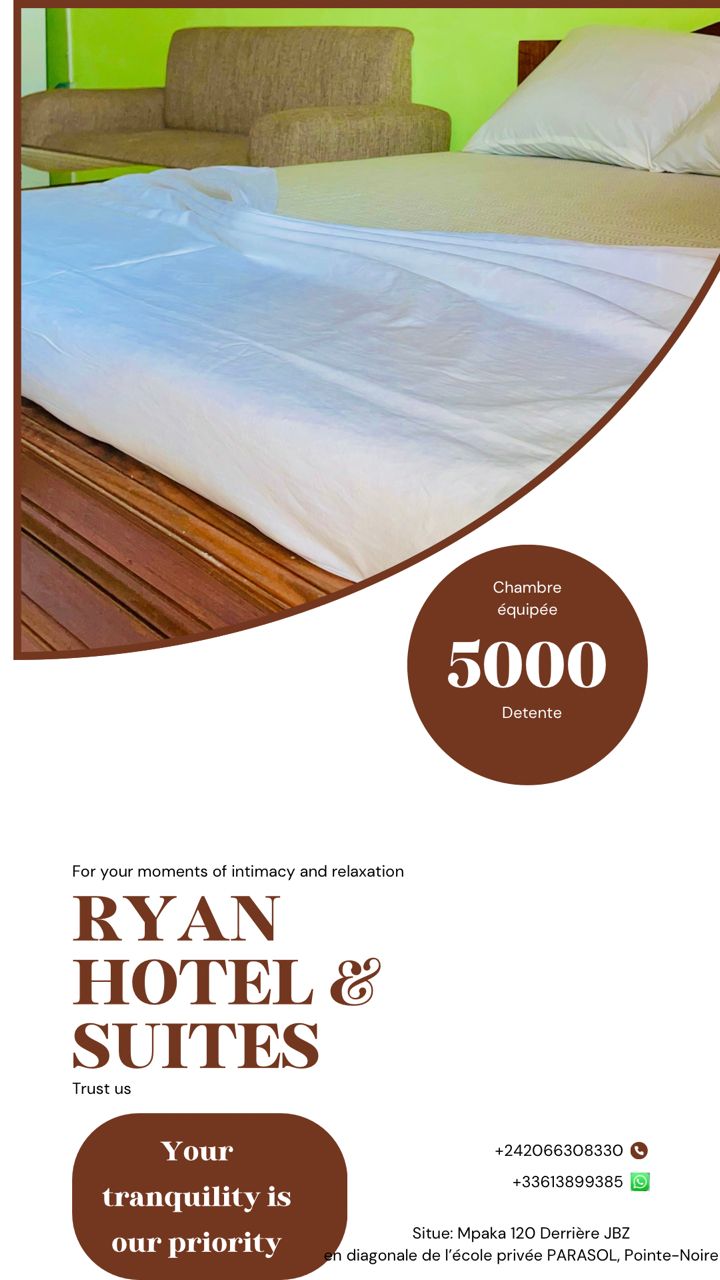 Chambre
équipée
5000
Detente
For your moments of intimacy and relaxation
RYAN
HOTEL &
SUITES
Trust us
Your
tranquility is
our priority
+242066308330
+33613899385
Situe: Mpaka 120 Derrière JBZ
en diagonale de l'école privée PARASOL, Pointe-Noire